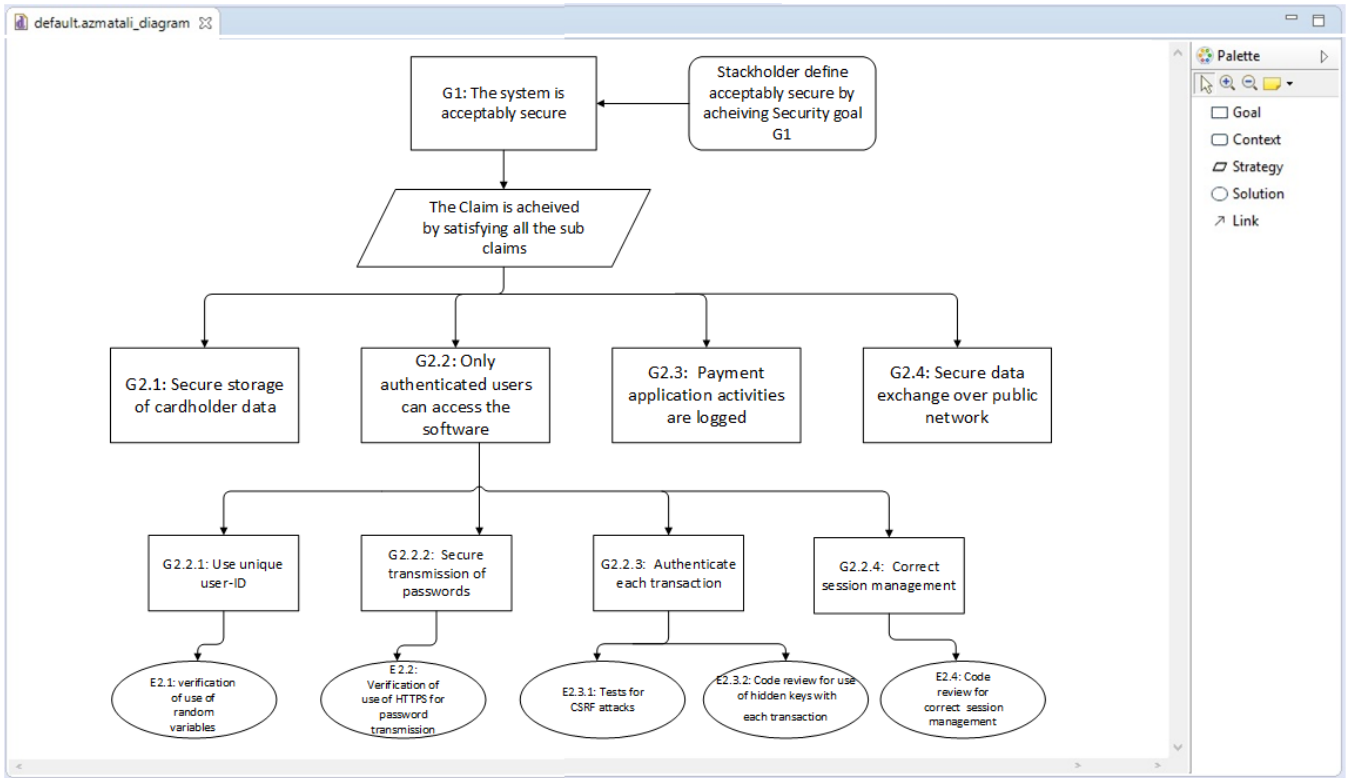 default.azmatali_diagram
Palette
Goal
Context
Strategy
Solution
Link
G1: The system is
acceptably secure
Stackholder define
acceptably secure by
acheiving Security goal
G1
The Claim is acheived
by satisfying all the sub
claims
G2.1: Secure storage
of cardholder data
G2.2: Only
authenticated users
can access the
software
G2.3: Payment
application activities
are logged
G2.4: Secure data
exchange over public
network
G2.2.1: Use unique
user-ID
G2.2.2: Secure
transmission of
passwords
G2.2.3: Authenticate
each transaction
G2.2.4: Correct
session management
E2.1: verification
of use of
random
variables
E 2.2:
Verification of
use of HTTPS for
password
transmission
E2.3.1: Tests for
CSRF attacks
E2.3.2: Code review for use
of hidden keys with
each transaction
E2.4: Code
review for
correct session
management